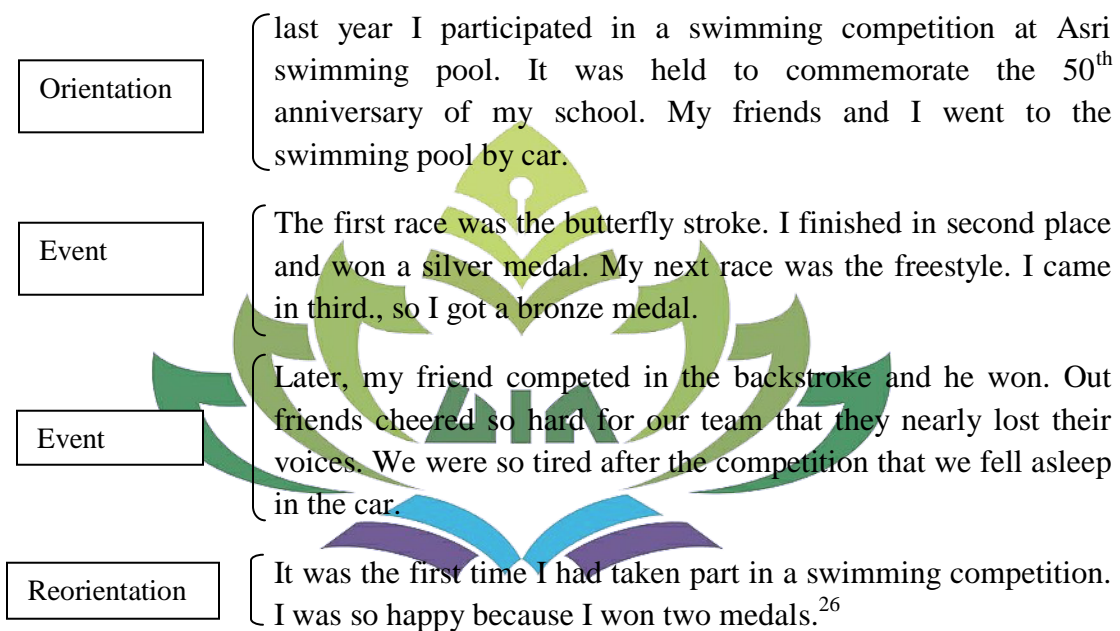 last year I participated in a swimming competition at Asri
Orientation
swimming pool. It was held to commemorate the 50th
anniversary of my school. My friends and I went to the
swimming pool by car.
The first race was the butterfly stroke. I finished in second place
Event
and won a silver medal. My next race was the freestyle. I came
in third., so I got a bronze medal.
Later, my friend competed in the backstroke and he won. Out
Event
friends cheered so hard for our team that they nearly lost their
voices. We were so tired after the competition that we fell asleep
in the car.
Reorientation
It was the first time I had taken part in a swimming competition.
I was so happy because I won two medals.26